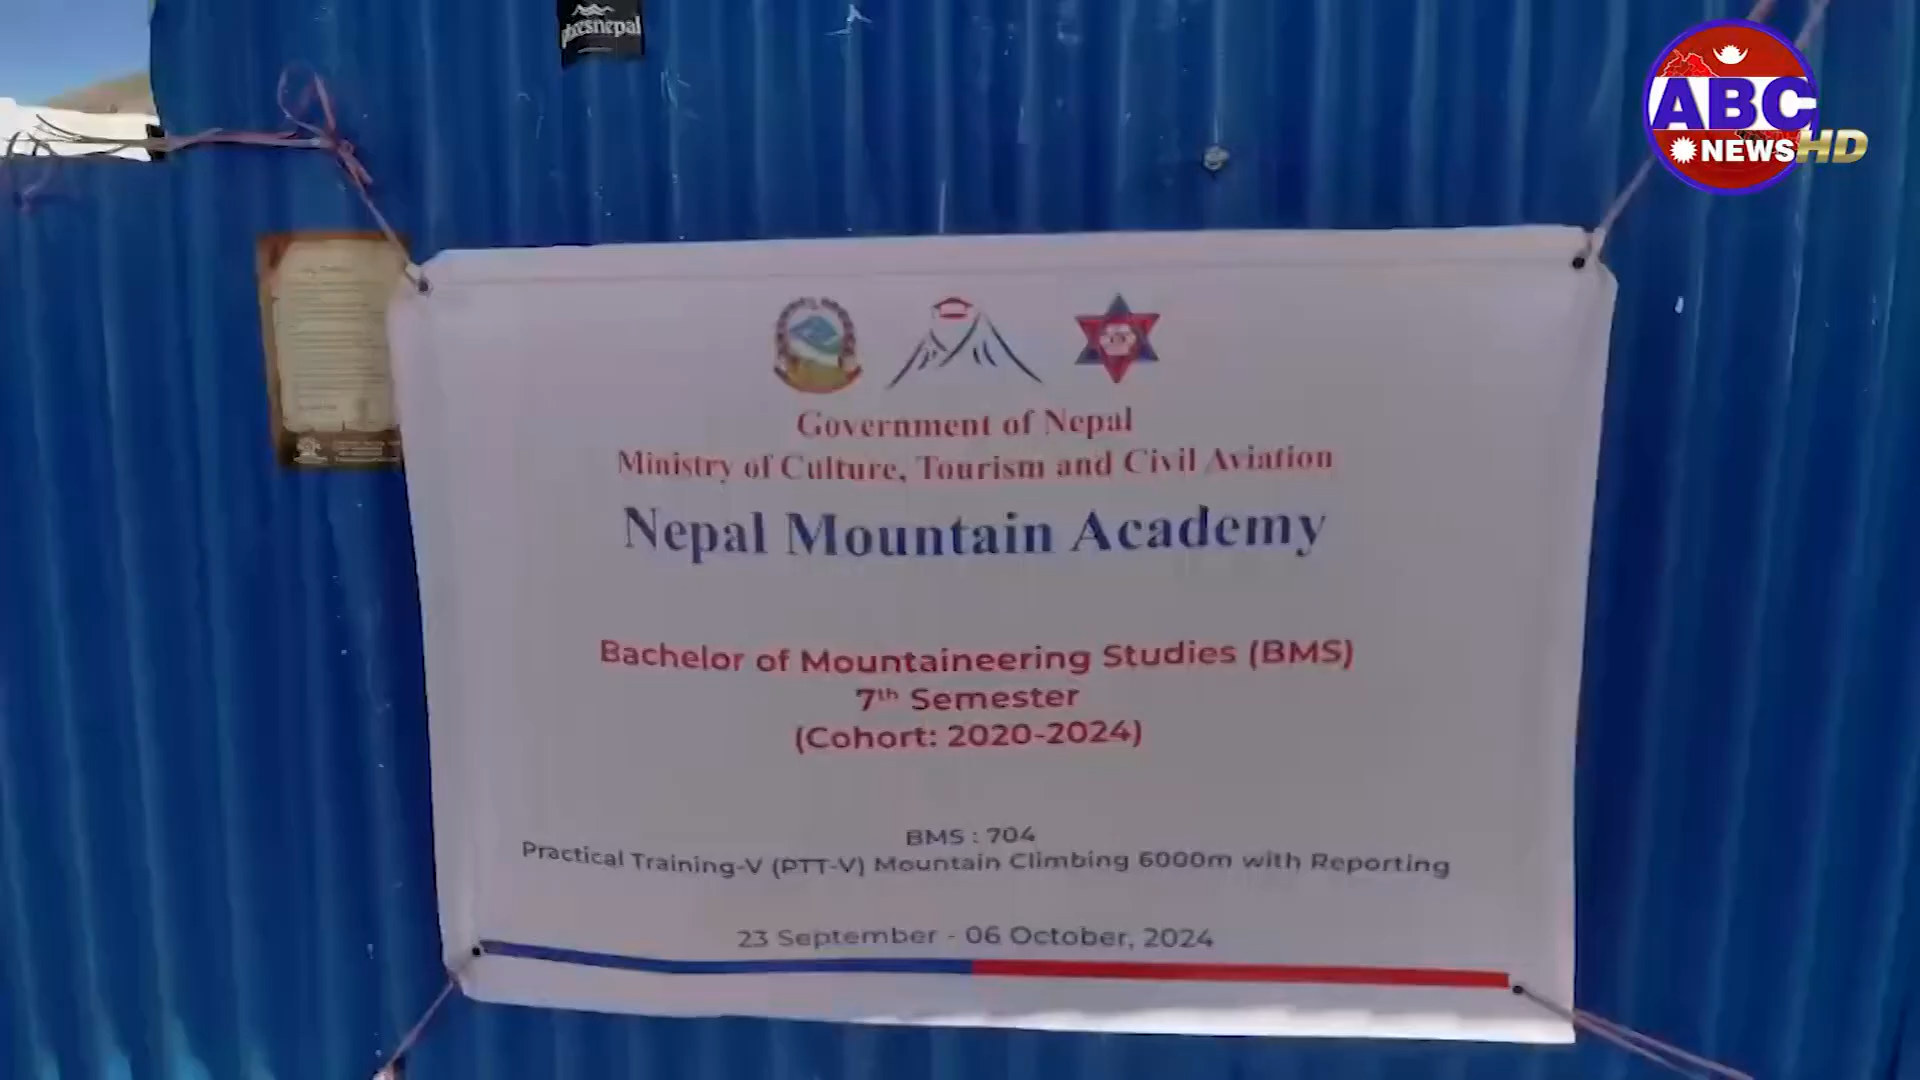 placesnepal
ABC
NEWS HD
Government of Nepal
Ministry of Culture, Tourism and Civil Aviation
Nepal Mountain Academy
Bachelor of Mountaineering Studies (BMS)
7th Semester
(Cohort: 2020-2024)
BMS : 704
Practical Training-V (PTT-V) Mountain Climbing 6000m with Reporting
23 September - 06 October, 2024